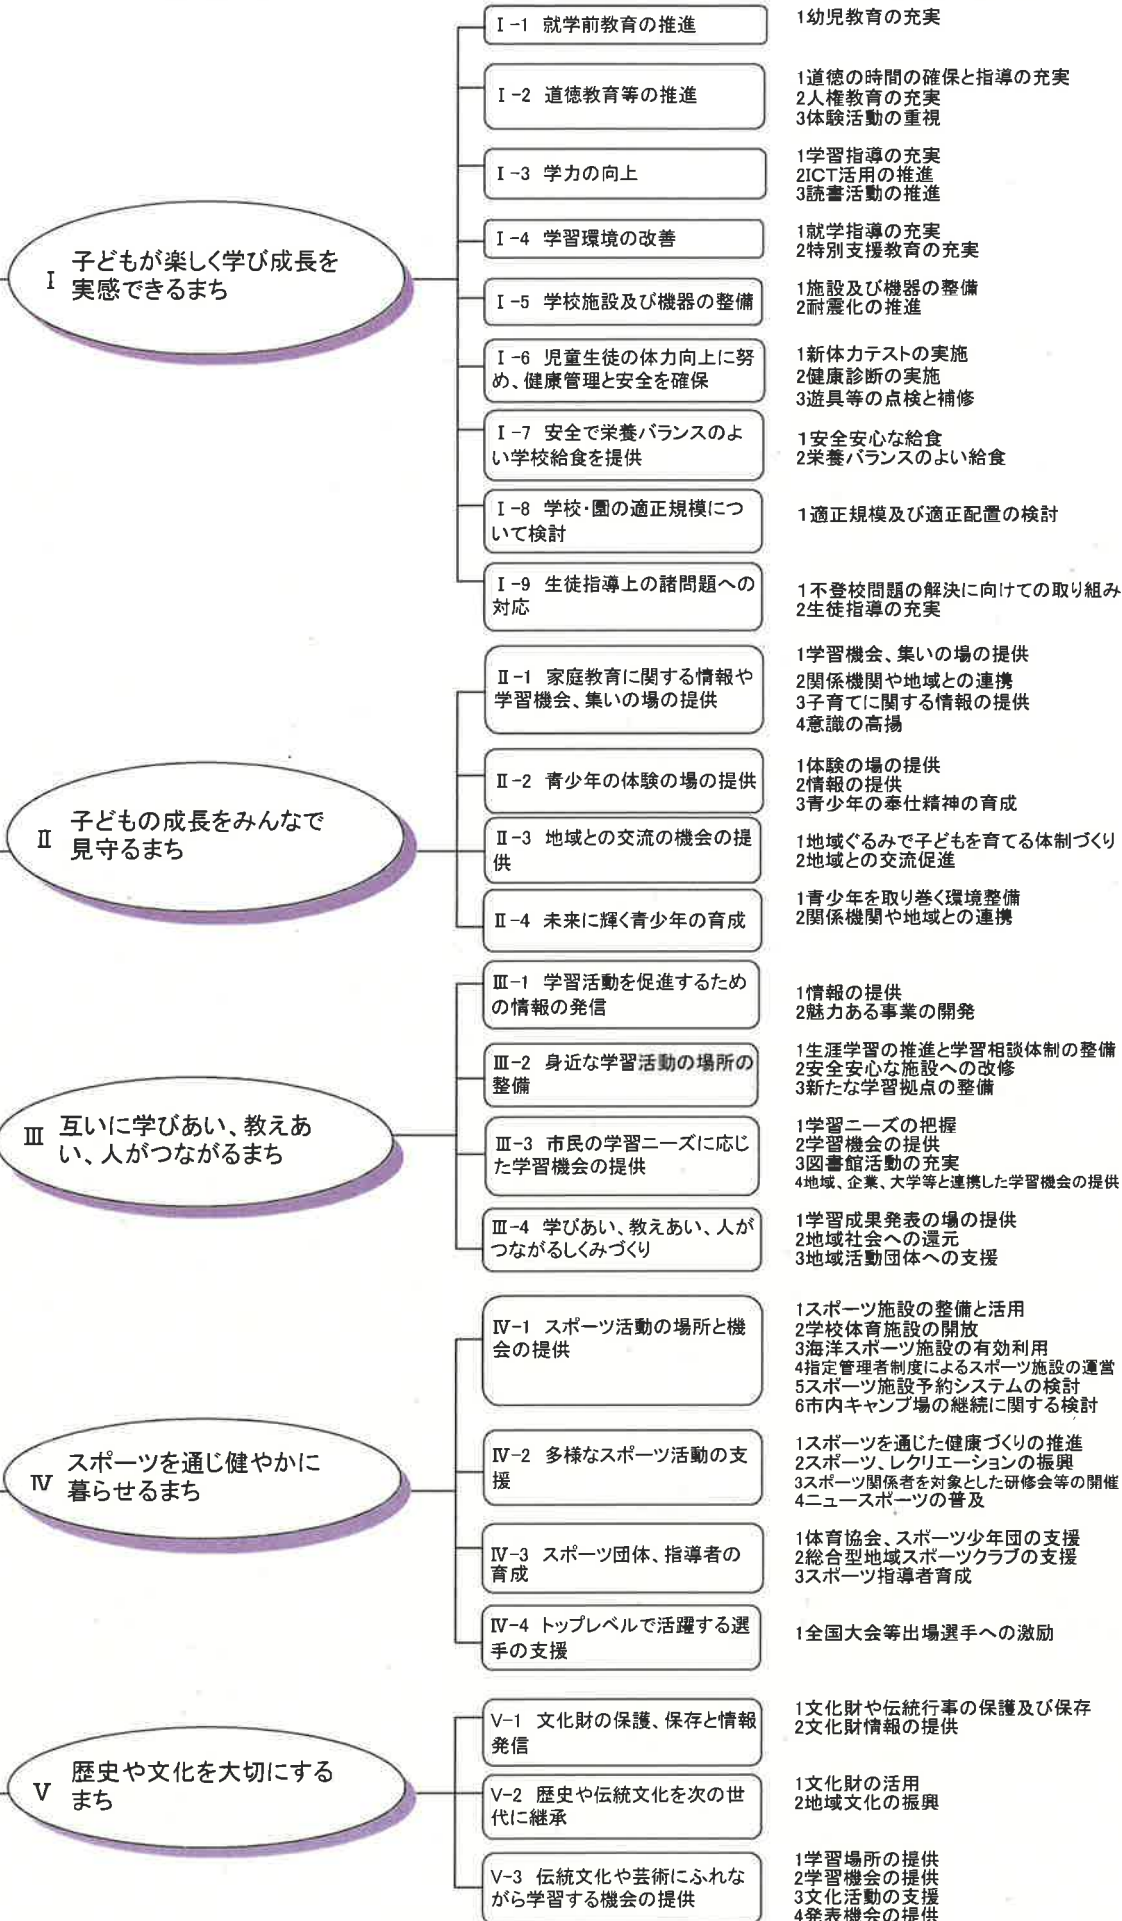 Ⅰ 子どもが楽しく学び成長を
実感できるまち
Ⅰ-1 就学前教育の推進
1幼児教育の充実
Ⅰ-2 道徳教育等の推進
1道徳の時間の確保と指導の充実
2人権教育の充実
3体験活動の重視
Ⅰ-3 学力の向上
1学習指導の充実
2ICT活用の推進
3読書活動の推進
Ⅰ-4 学習環境の改善
1就学指導の充実
2特別支援教育の充実
Ⅰ-5 学校施設及び機器の整備
1施設及び機器の整備
2耐震化の推進
Ⅰ-6 児童生徒の体力向上に努
め、健康管理と安全を確保
1新体力テストの実施
2健康診断の実施
3遊具等の点検と補修
Ⅰ-7 安全で栄養バランスのよ
い学校給食を提供
1安全安心な給食
2栄養バランスのよい給食
Ⅰ-8 学校・園の適正規模につ
いて検討
1適正規模及び適正配置の検討
Ⅰ-9 生徒指導上の諸問題への
対応
1不登校問題の解決に向けての取り組み
2生徒指導の充実
Ⅱ 子どもの成長をみんなで
見守るまち
Ⅱ-1 家庭教育に関する情報や
学習機会、集いの場の提供
1学習機会、集いの場の提供
2関係機関や地域との連携
3子育てに関する情報の提供
4意識の高揚
Ⅱ-2 青少年の体験の場の提供
1体験の場の提供
2情報の提供
3青少年の奉仕精神の育成
Ⅱ-3 地域との交流の機会の提
供
1地域ぐるみで子どもを育てる体制づくり
2地域との交流促進
Ⅱ-4 未来に輝く青少年の育成
1青少年を取り巻く環境整備
2関係機関や地域との連携
Ⅲ 互いに学びあい、教えあ
い、人がつながるまち
Ⅲ-1 学習活動を促進するため
の情報の発信
1情報の提供
2魅力ある事業の開発
Ⅲ-2 身近な学習活動の場所の
整備
1生涯学習の推進と学習相談体制の整備
2安全安心な施設への改修
3新たな学習拠点の整備
Ⅲ-3 市民の学習ニーズに応じ
た学習機会の提供
1学習ニーズの把握
2学習機会の提供
3図書館活動の充実
4地域、企業、大学等と連携した学習機会の提供
Ⅲ-4 学びあい、教えあい、人が
つながるしくみづくり
1学習成果発表の場の提供
2地域社会への還元
3地域活動団体への支援
Ⅳ スポーツを通じ健やかに
暮らせるまち
Ⅳ-1 スポーツ活動の場所と機
会の提供
1スポーツ施設の整備と活用
2学校体育施設の開放
3海洋スポーツ施設の有効利用
4指定管理者制度によるスポーツ施設の運営
5スポーツ施設予約システムの検討
6市内キャンプ場の継続に関する検討
Ⅳ-2 多様なスポーツ活動の支
援
1スポーツを通じた健康づくりの推進
2スポーツ、レクリエーションの振興
3スポーツ関係者を対象とした研修会等の開催
4ニュースポーツの普及
Ⅳ-3 スポーツ団体、指導者の
育成
1体育協会、スポーツ少年団の支援
2総合型地域スポーツクラブの支援
3スポーツ指導者育成
Ⅳ-4 トップレベルで活躍する選
手の支援
1全国大会等出場選手への激励
Ⅴ 歴史や文化を大切にする
まち
Ⅴ-1 文化財の保護、保存と情報
発信
1文化財や伝統行事の保護及び保存
2文化財情報の提供
Ⅴ-2 歴史や伝統文化を次の世
代に継承
1文化財の活用
2地域文化の振興
Ⅴ-3 伝統文化や芸術にふれな
がら学習する機会の提供
1学習場所の提供
2学習機会の提供
3文化活動の支援
4発表機会の提供